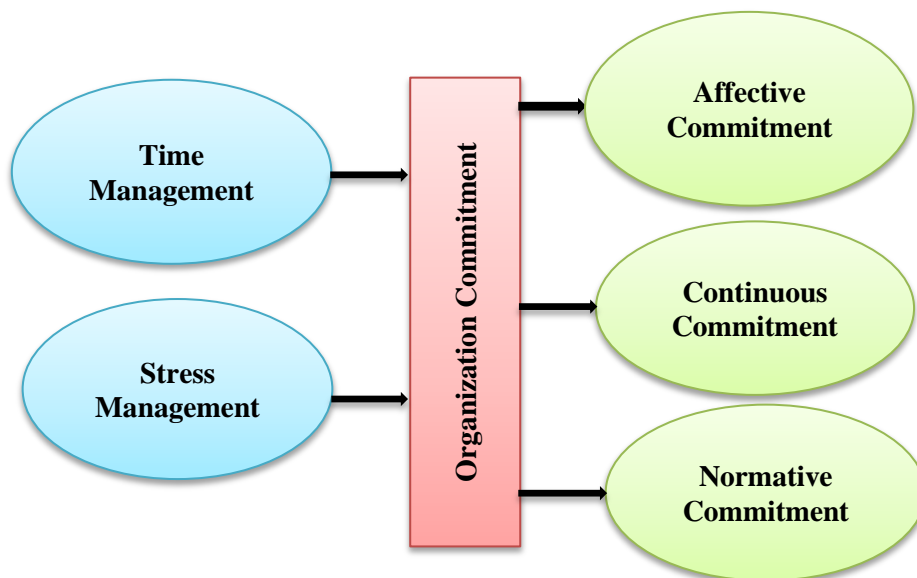 Time
Management
Stress
Management
Organization Commitment
Affective
Commitment
Continuous
Commitment
Normative
Commitment